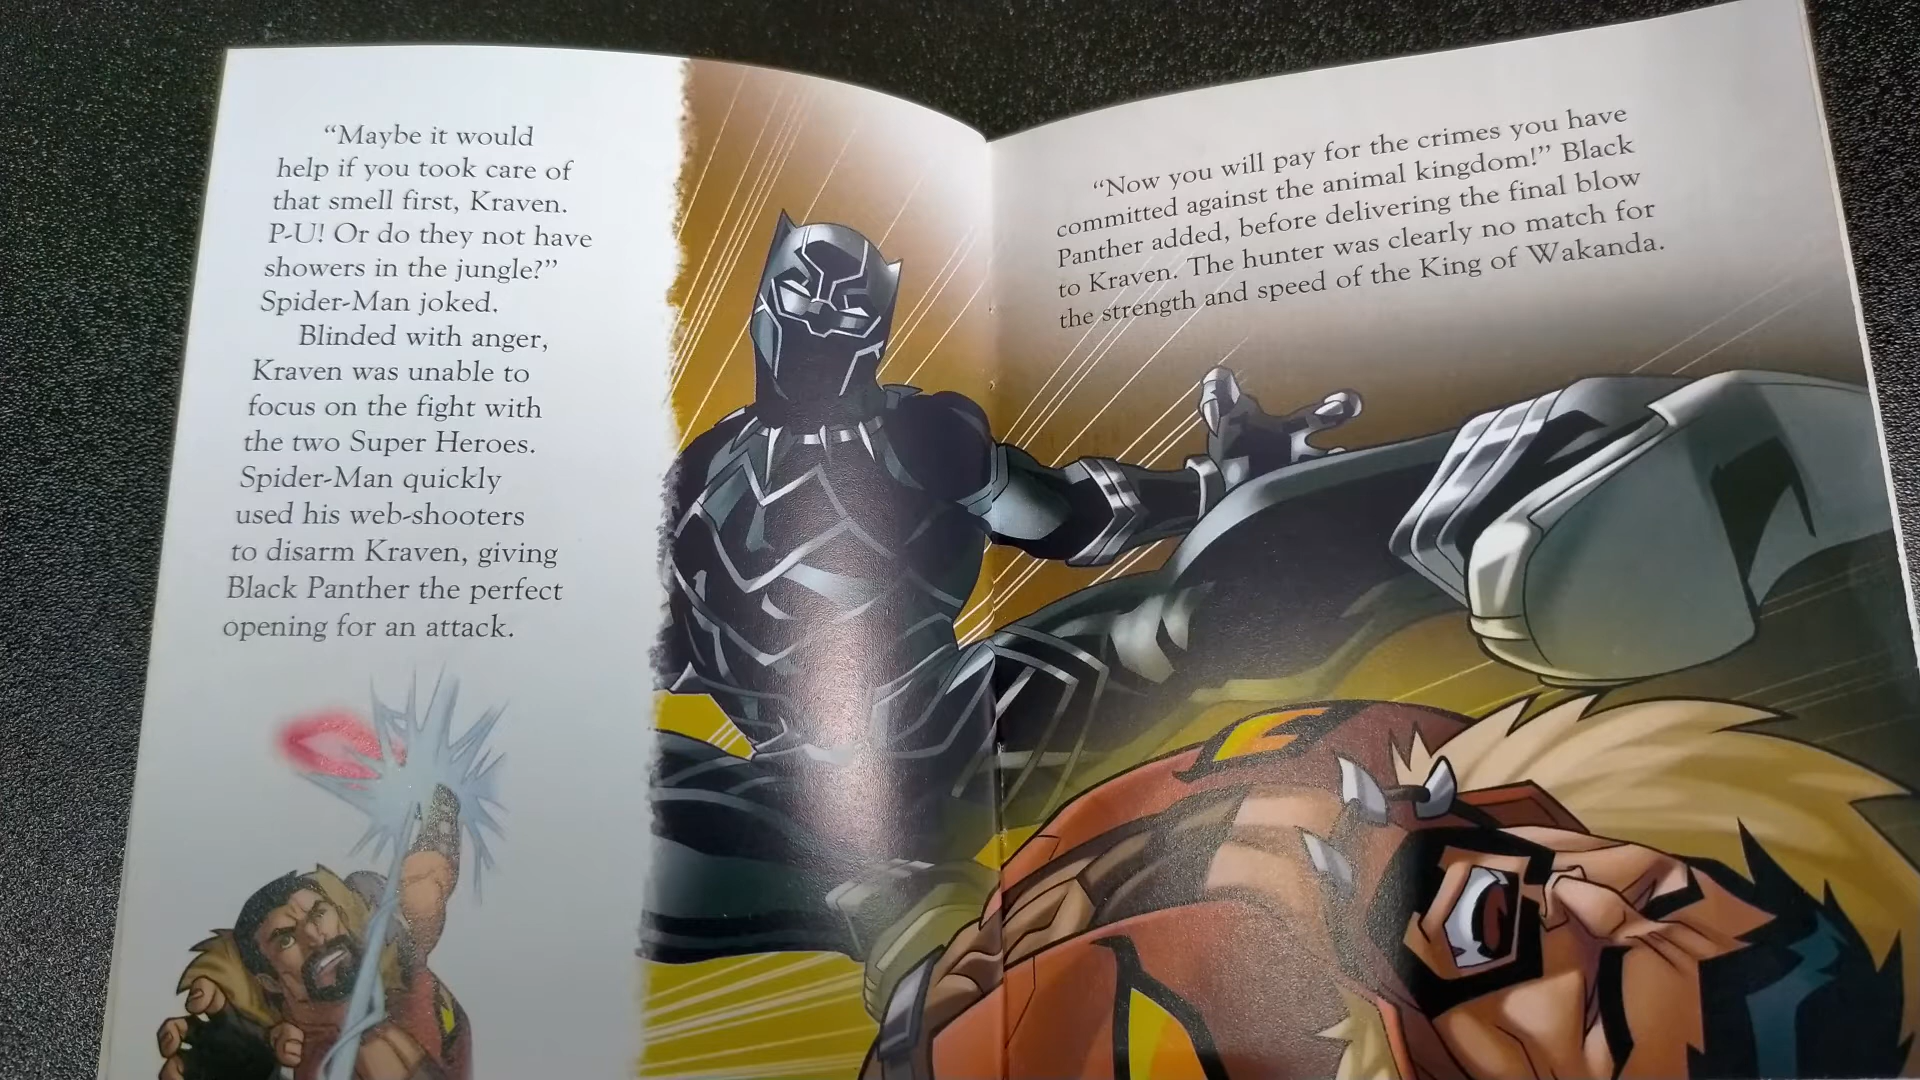 “Maybe it would
help if you took care of
that smell first, Kraven.
P-U! Or do they not have
showers in the jungle?”
Spider-Man joked.
Blinded with anger,
Kraven was unable to
focus on the fight with
the two Super Heroes.
Spider-Man quickly
used his web-shooters
to disarm Kraven, giving
Black Panther the perfect
opening for an attack.
“Now you will pay for the crimes you have
committed against the animal kingdom!” Black
Panther added, before delivering the final blow
to Kraven. The hunter was clearly no match for
the strength and speed of the King of Wakanda.